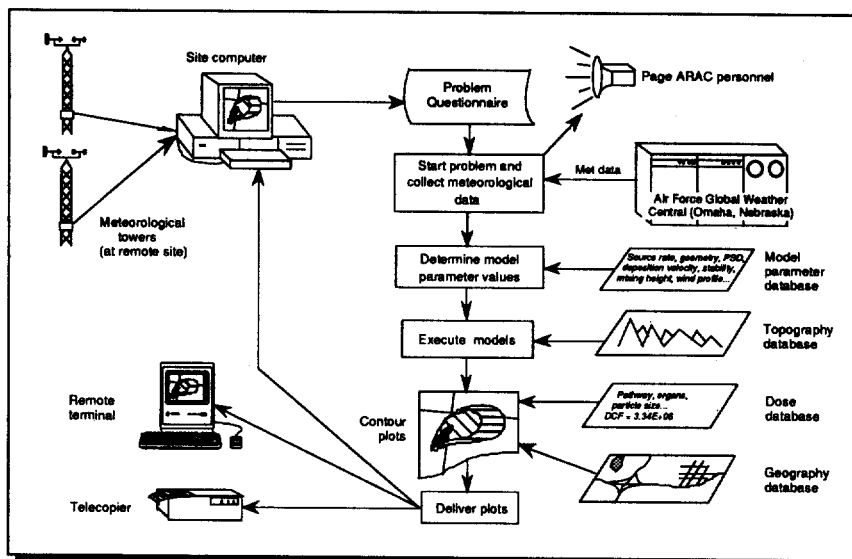 Site computer
Problem
Questionnaire
Page ARAC personnel
Start problem and
collect meteorological
data
Met data
Air Force Global Weather
Central (Omaha, Nebraska)
Meteorological
towers
(at remote site)
Determine model
parameter values
Source rate, geometry, PSD,
deposition velocity, stability,
mixing height, wind profile...
Model
parameter
database
Execute models
Topography
database
Remote
terminal
Contour
plots
Pathway, organs,
particle size...
DCF = 3.34E+06
Dose
database
Geography
database
Telecopier
Deliver plots